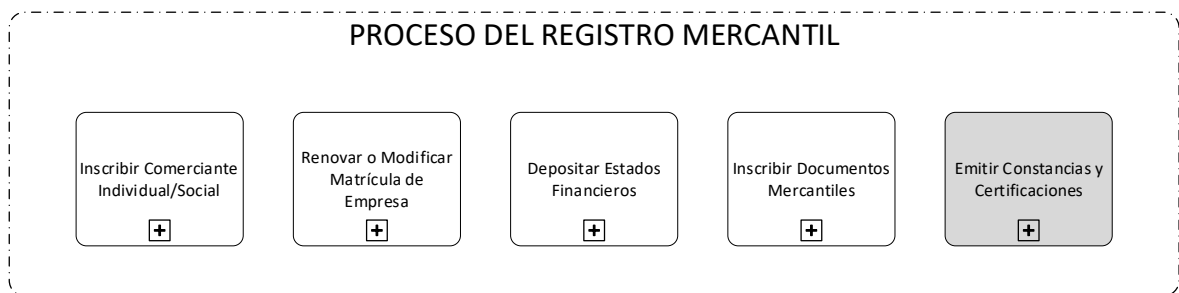 PROCESO DEL REGISTRO MERCANTIL
Inscribir Comerciante
Individual/Social
Renovar o Modificar
Matrícula de
Empresa
Depositar Estados
Financieros
Inscribir Documentos
Mercantiles
Emitir Constancias y
Certificaciones